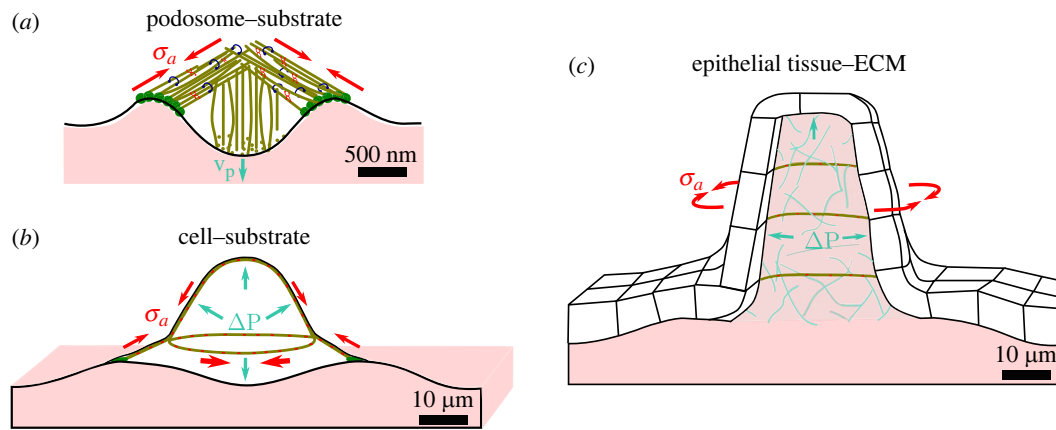 (a)
podosome–substrate
σₐ
vₚ
500 nm
(b)
cell–substrate
σₐ
ΔP
10 μm
(c)
epithelial tissue–ECM
σₐ
ΔP
10 μm